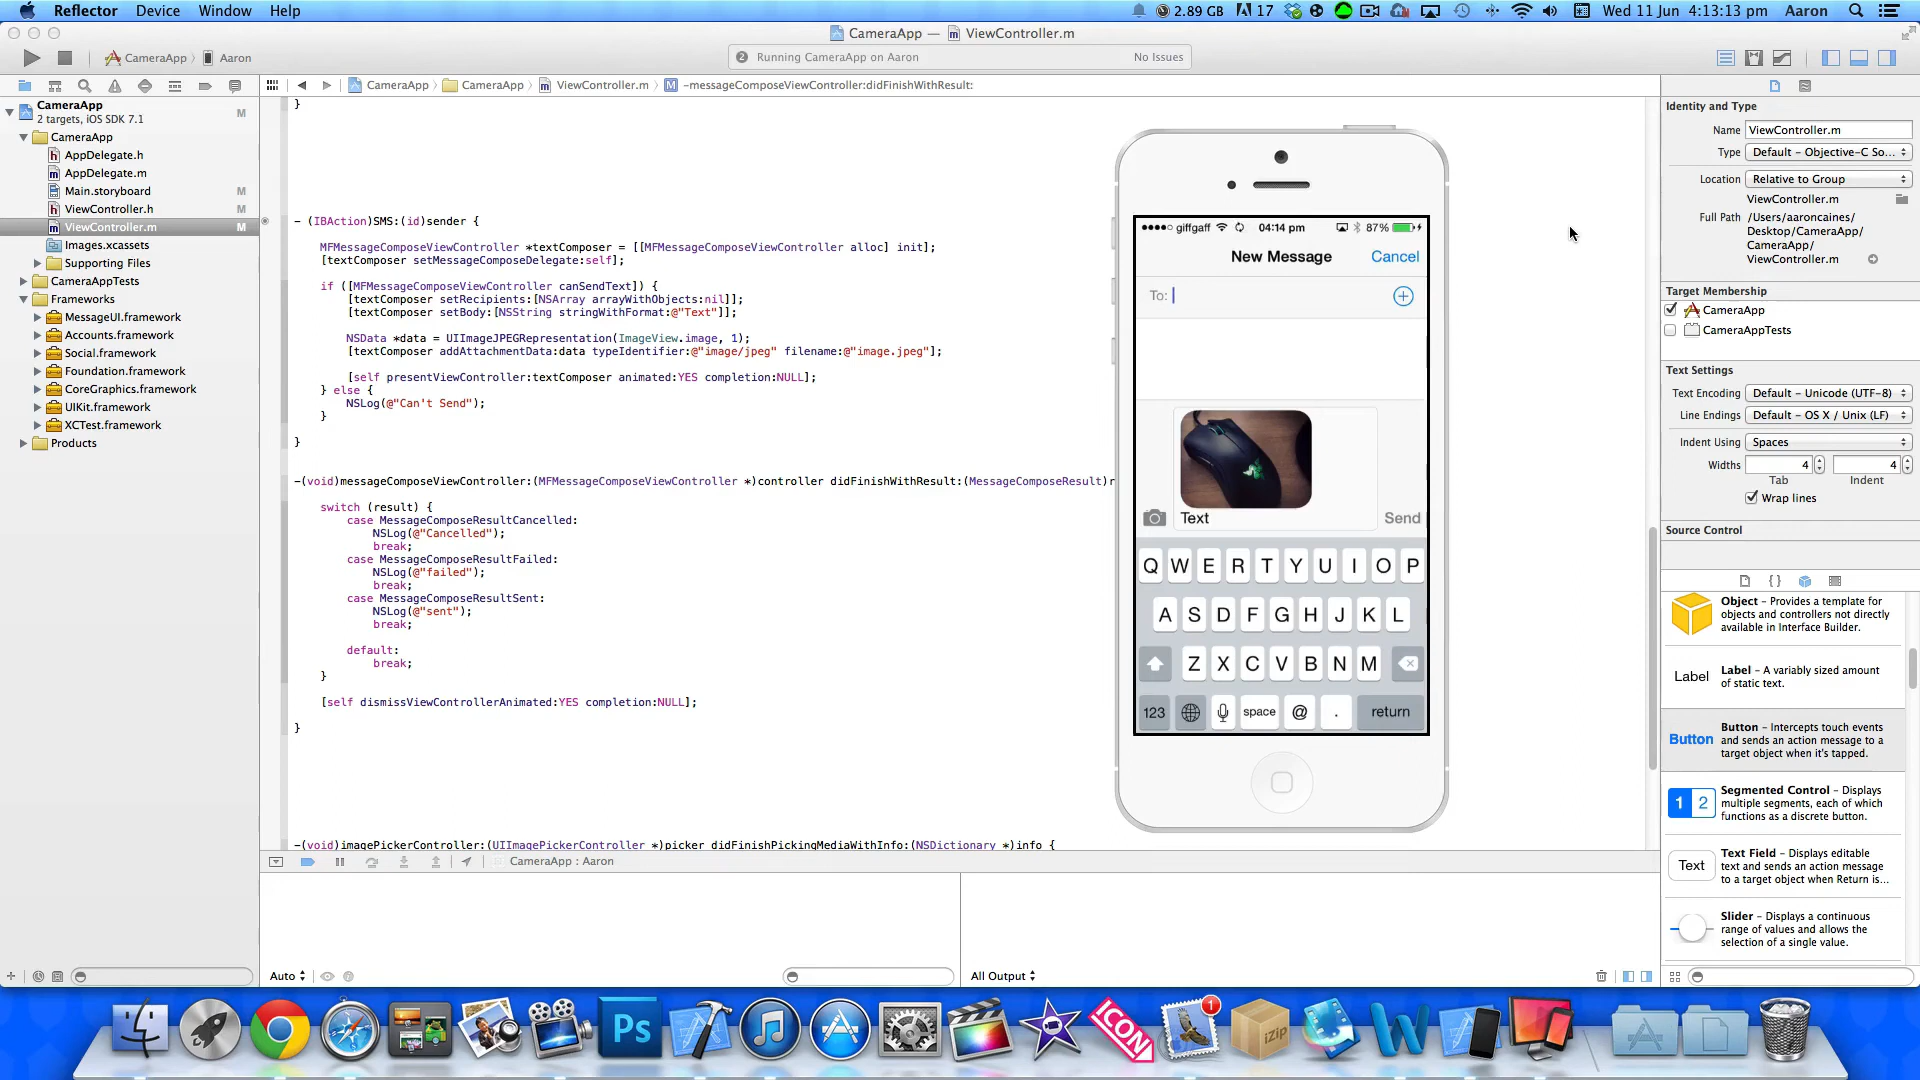 Reflector Device Window Help
2.89 GB 17 Wed 11 Jun 4:13:13 pm Aaron
CameraApp — ViewController.m
CameraApp Aaron
2 Running CameraApp on Aaron No Issues
CameraApp CameraApp ViewController.m M -messageComposeViewController:didFinishWithResult:
CameraApp M
2 targets, iOS SDK 7.1
CameraApp
h AppDelegate.h
m AppDelegate.m
Main.storyboard M
h ViewController.h M
m ViewController.m M
Images.xcassets
Supporting Files
CameraAppTests
Frameworks
MessageUI.framework
Accounts.framework
Social.framework
Foundation.framework
CoreGraphics.framework
UIKit.framework
XCTest.framework
Products
}
- (IBAction)SMS:(id)sender {
MFMessageComposeViewController *textComposer = [[MFMessageComposeViewController alloc] init];
[textComposer setMessageComposeDelegate:self];
if ([MFMessageComposeViewController canSendText]) {
[textComposer setRecipients:[NSArray arrayWithObjects:nil]];
[textComposer setBody:[NSString stringWithFormat:@"Text"]];
NSData *data = UIImageJPEGRepresentation(ImageView.image, 1);
[textComposer addAttachmentData:data typeIdentifier:@"image/jpeg" filename:@"image.jpeg"];
[self presentViewController:textComposer animated:YES completion:NULL];
} else {
NSLog(@"Can't Send");
}
}
-(void)messageComposeViewController:(MFMessageComposeViewController *)controller didFinishWithResult:(MessageComposeResult)r
switch (result) {
case MessageComposeResultCancelled:
NSLog(@"Cancelled");
break;
case MessageComposeResultFailed:
NSLog(@"failed");
break;
case MessageComposeResultSent:
NSLog(@"sent");
break;
default:
break;
}
[self dismissViewControllerAnimated:YES completion:NULL];
}
-(void)imagePickerController:(UIImagePickerController *)picker didFinishPickingMediaWithInfo:(NSDictionary *)info {
giffgaff 04:14 pm 87%
New Message Cancel
To:
Text Send
Q W E R T Y U I O P
A S D F G H J K L
Z X C V B N M
123 space @ . return
CameraApp : Aaron
Auto
All Output
Identity and Type
Name ViewController.m
Type Default - Objective-C So...
Location Relative to Group
ViewController.m
Full Path /Users/aaroncaines/
Desktop/CameraApp/
CameraApp/
ViewController.m
Target Membership
CameraApp
CameraAppTests
Text Settings
Text Encoding Default - Unicode (UTF-8)
Line Endings Default - OS X / Unix (LF)
Indent Using Spaces
Widths 4 4
Tab Indent
Wrap lines
Source Control
{}
Object - Provides a template for
objects and controllers not directly
available in Interface Builder.
Label Label - A variably sized amount
of static text.
Button Button - Intercepts touch events
and sends an action message to a
target object when it's tapped.
1 2 Segmented Control - Displays
multiple segments, each of which
functions as a discrete button.
Text Text Field - Displays editable
text and sends an action message
to a target object when Return is...
Slider - Displays a continuous
range of values and allows the
selection of a single value.
Ps
ICON
1
iZip
W